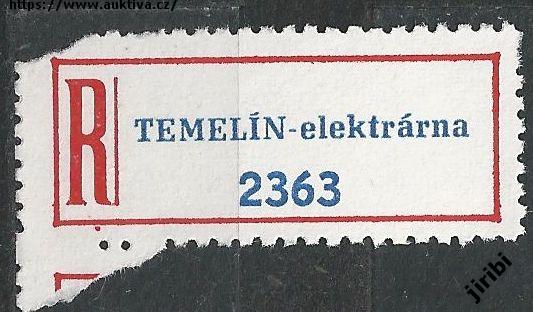 https://www.auktiva.cz/
R
TEMELÍN-elektrárna
2363
jiribi